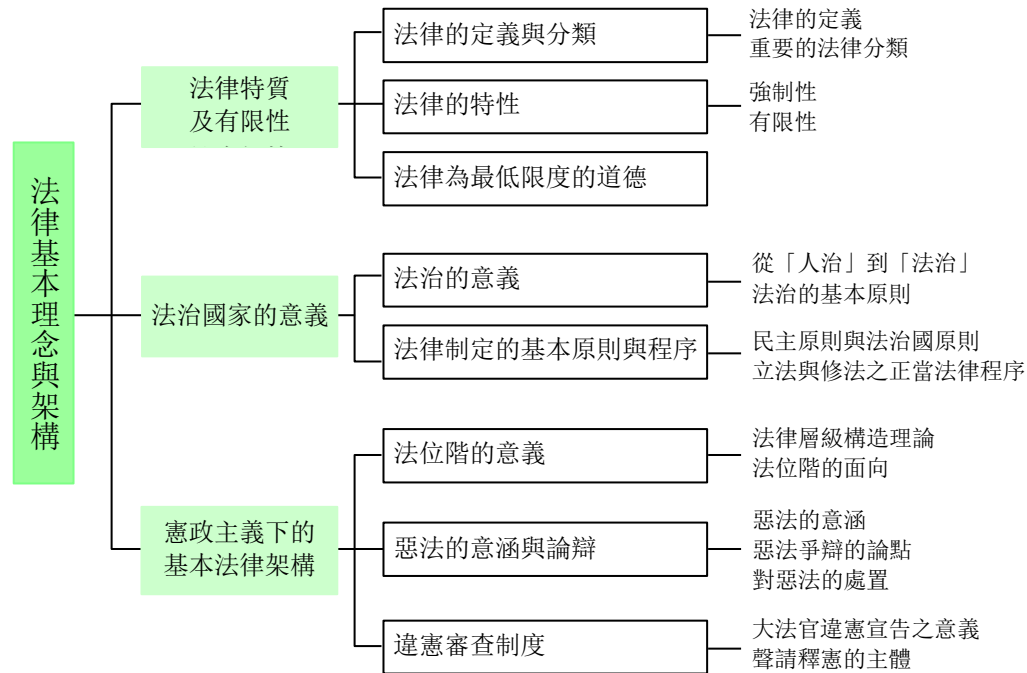 法律基本理念與架構
法律特質
及有限性
法律的定義與分類
法律的定義
重要的法律分類
法律的特性
強制性
有限性
法律為最低限度的道德
法治國家的意義
法治的意義
從「人治」到「法治」
法治的基本原則
法律制定的基本原則與程序
民主原則與法治國原則
立法與修法之正當法律程序
憲政主義下的
基本法律架構
法位階的意義
法律層級構造理論
法位階的面向
惡法的意涵與論辯
惡法的意涵
惡法爭辯的論點
對惡法的處置
違憲審查制度
大法官違憲宣告之意義
聲請釋憲的主體